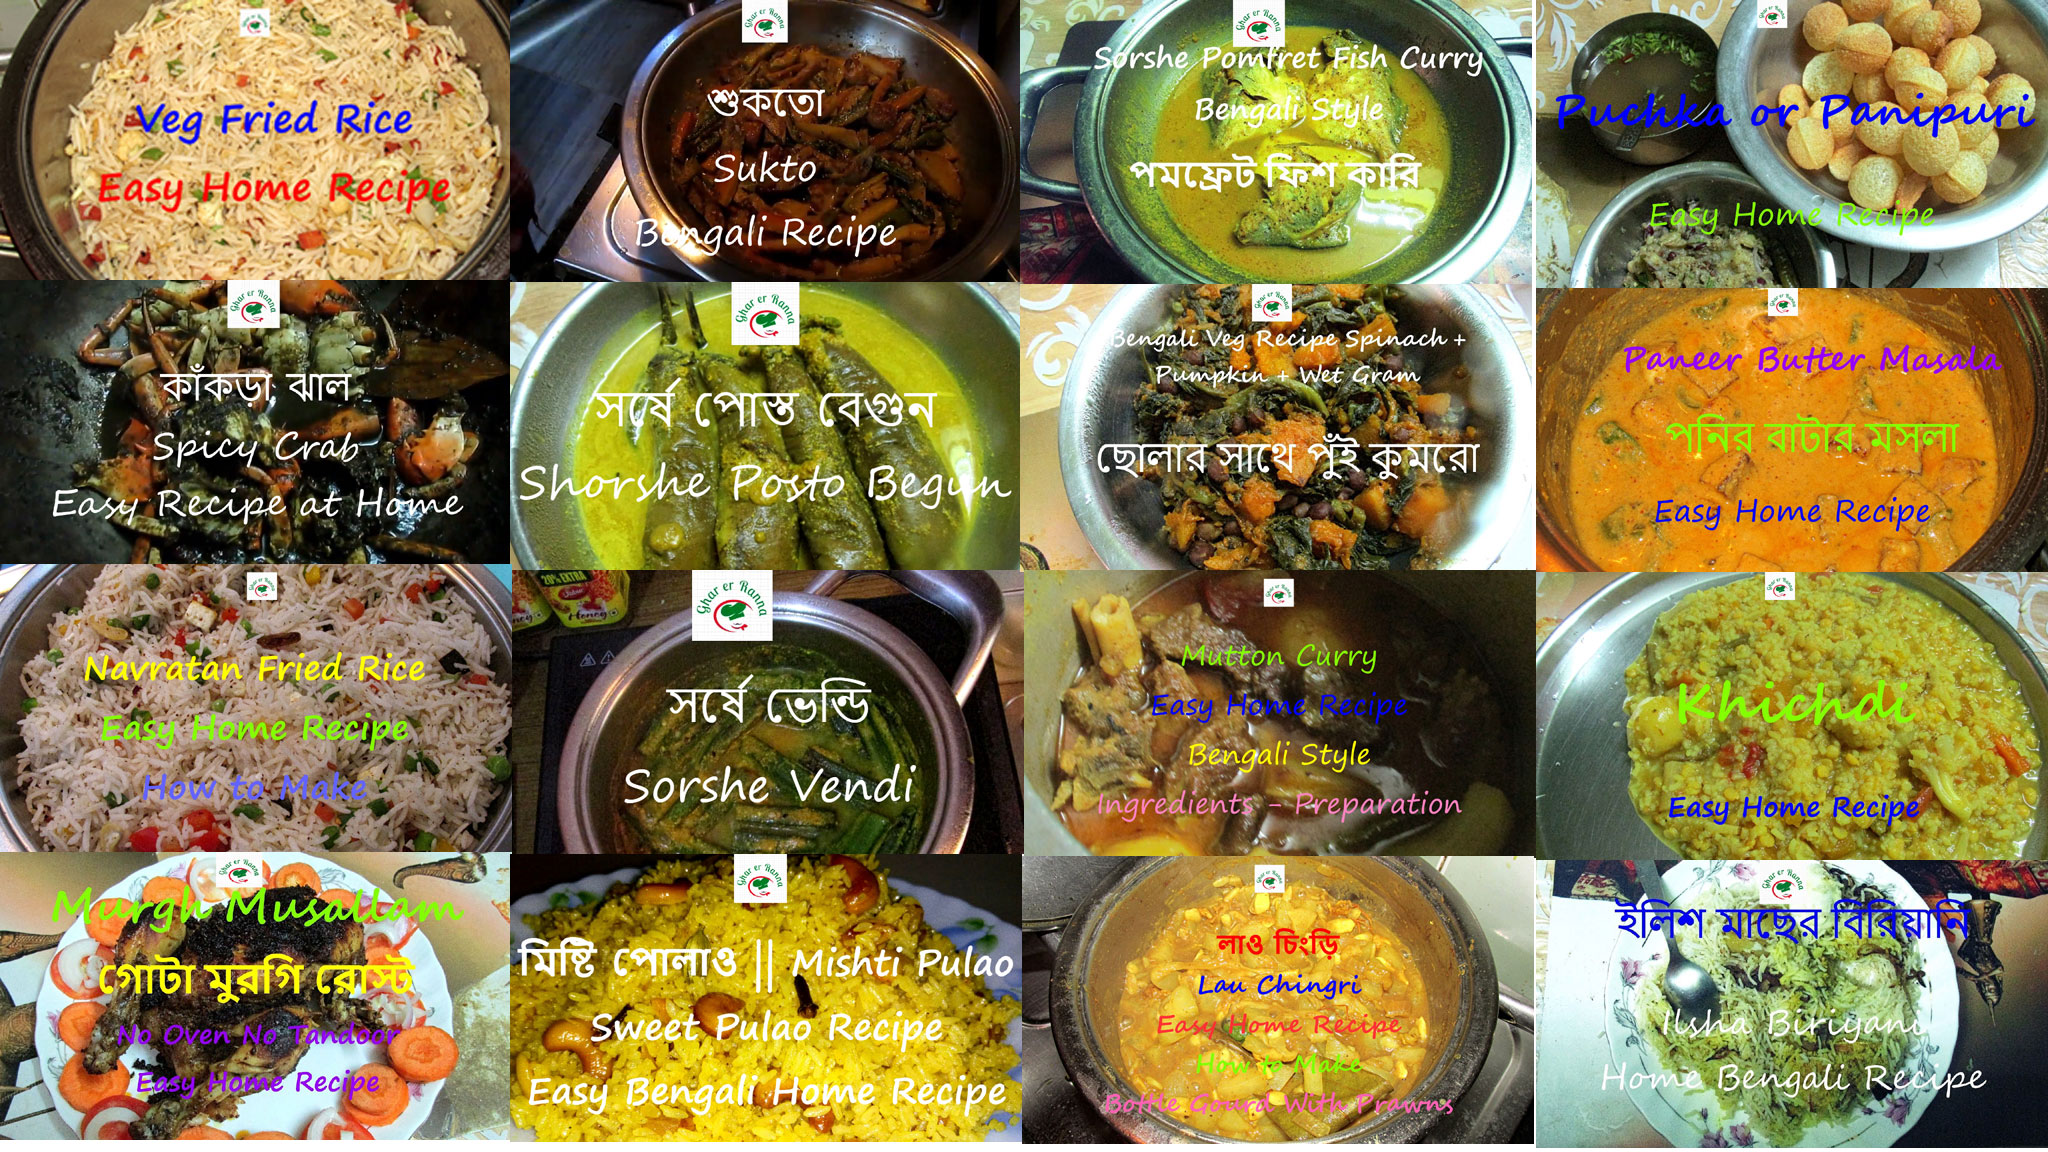 Ghar er Ranna
Veg Fried Rice
Easy Home Recipe
Ghar er Ranna
শুকতো
Sukto
Bengali Recipe
Ghar er Ranna
Sorshe Pomfret Fish Curry
Bengali Style
পমফ্রেট ফিশ কারি
Ghar er Ranna
Puchka or Panipuri
Easy Home Recipe
Ghar er Ranna
কাঁকড়া ঝাল
Spicy Crab
Easy Recipe at Home
Ghar er Ranna
সর্ষে পোস্ত বেগুন
Shorshe Posto Begun
Ghar er Ranna
Bengali Veg Recipe Spinach +
Pumpkin + Wet Gram
ছোলার সাথে পুঁই কুমরো
Ghar er Ranna
Paneer Butter Masala
পনির বাটার মসলা
Easy Home Recipe
Ghar er Ranna
Navratan Fried Rice
Easy Home Recipe
How to Make
20% EXTRA
Honey
Ghar er Ranna
সর্ষে ভেন্ডি
Sorshe Vendi
Ghar er Ranna
Mutton Curry
Easy Home Recipe
Bengali Style
Ingredients - Preparation
Ghar er Ranna
Khichdi
Easy Home Recipe
Ghar er Ranna
Murgh Musallam
গোটা মুরগি রোস্ট
No Oven No Tandoor
Easy Home Recipe
Ghar er Ranna
মিষ্টি পোলাও || Mishti Pulao
Sweet Pulao Recipe
Easy Bengali Home Recipe
Ghar er Ranna
লাও চিংড়ি
Lau Chingri
Easy Home Recipe
How to Make
Bottle Gourd With Prawns
Ghar er Ranna
ইলিশ মাছের বিরিয়ানি
Ilsha Biriyani
Home Bengali Recipe